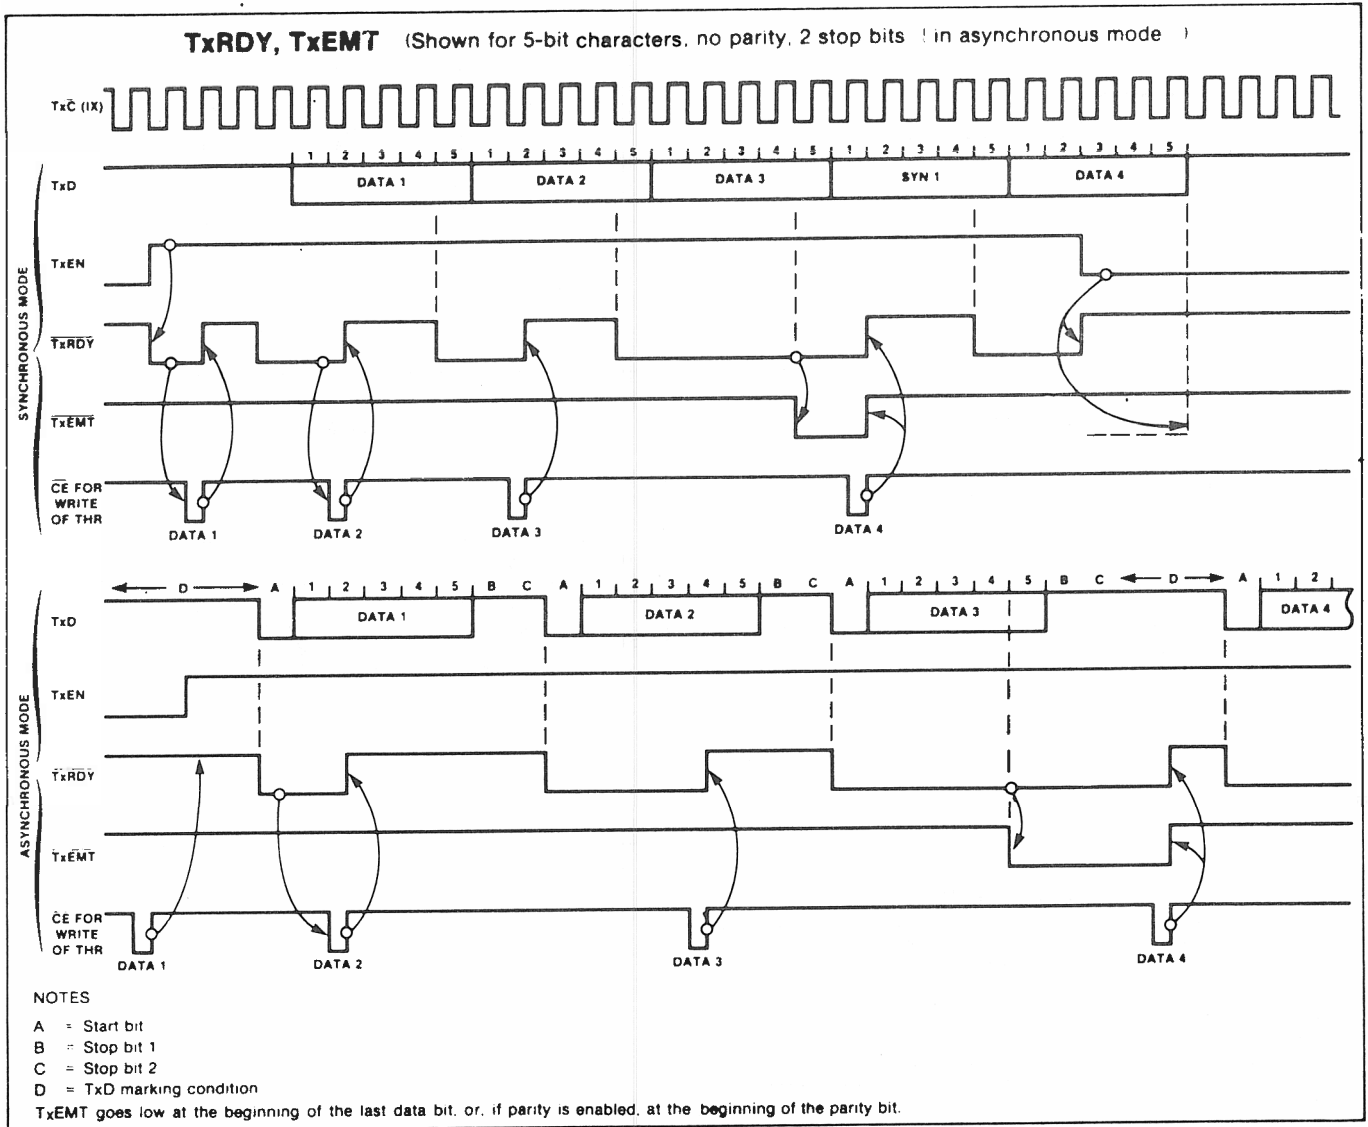 TxRDY, TxEMT (Shown for 5-bit characters, no parity, 2 stop bits ! in asynchronous mode )
TxC̅ (IX)
SYNCHRONOUS MODE
1 2 3 4 5 1 2 3 4 5 1 2 3 4 5 1 2 3 4 5 1 2 3 4 5
TxD
DATA 1 DATA 2 DATA 3 SYN 1 DATA 4
TxEN
TxRDY
TxEMT
CE FOR
WRITE
OF THR
DATA 1 DATA 2 DATA 3 DATA 4
ASYNCHRONOUS MODE
D A 1 2 3 4 5 B C A 1 2 3 4 5 B C A 1 2 3 4 5 B C D A 1 2
TxD
DATA 1 DATA 2 DATA 3 DATA 4
TxEN
TxRDY
TxEMT
CE FOR
WRITE
OF THR
DATA 1 DATA 2 DATA 3 DATA 4
NOTES
A = Start bit
B = Stop bit 1
C = Stop bit 2
D = TxD marking condition
TxEMT goes low at the beginning of the last data bit, or, if parity is enabled, at the beginning of the parity bit.